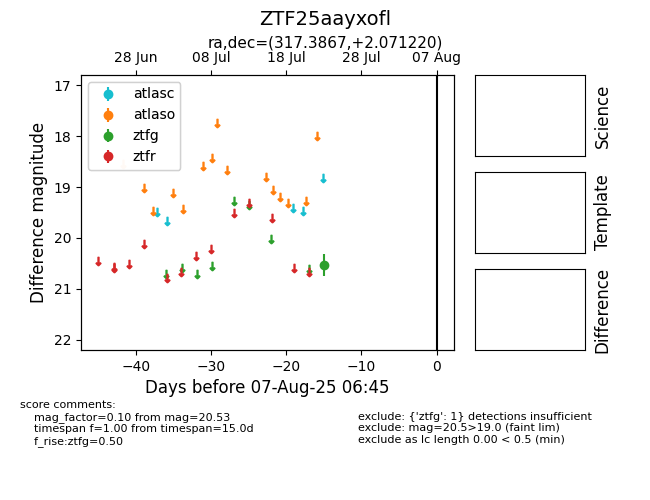 ZTF25aayxofl
ra,dec=(317.3867,+2.071220)
28 Jun 08 Jul 18 Jul 28 Jul 07 Aug
17
18
19
20
21
22
Difference magnitude
atlasc
atlaso
ztfg
ztfr
−40 −30 −20 −10 0
Days before 07-Aug-25 06:45
Science
Template
Difference
score comments:
mag_factor=0.10 from mag=20.53
timespan f=1.00 from timespan=15.0d
f_rise:ztfg=0.50
exclude: {'ztfg': 1} detections insufficient
exclude: mag=20.5>19.0 (faint lim)
exclude as lc length 0.00 < 0.5 (min)